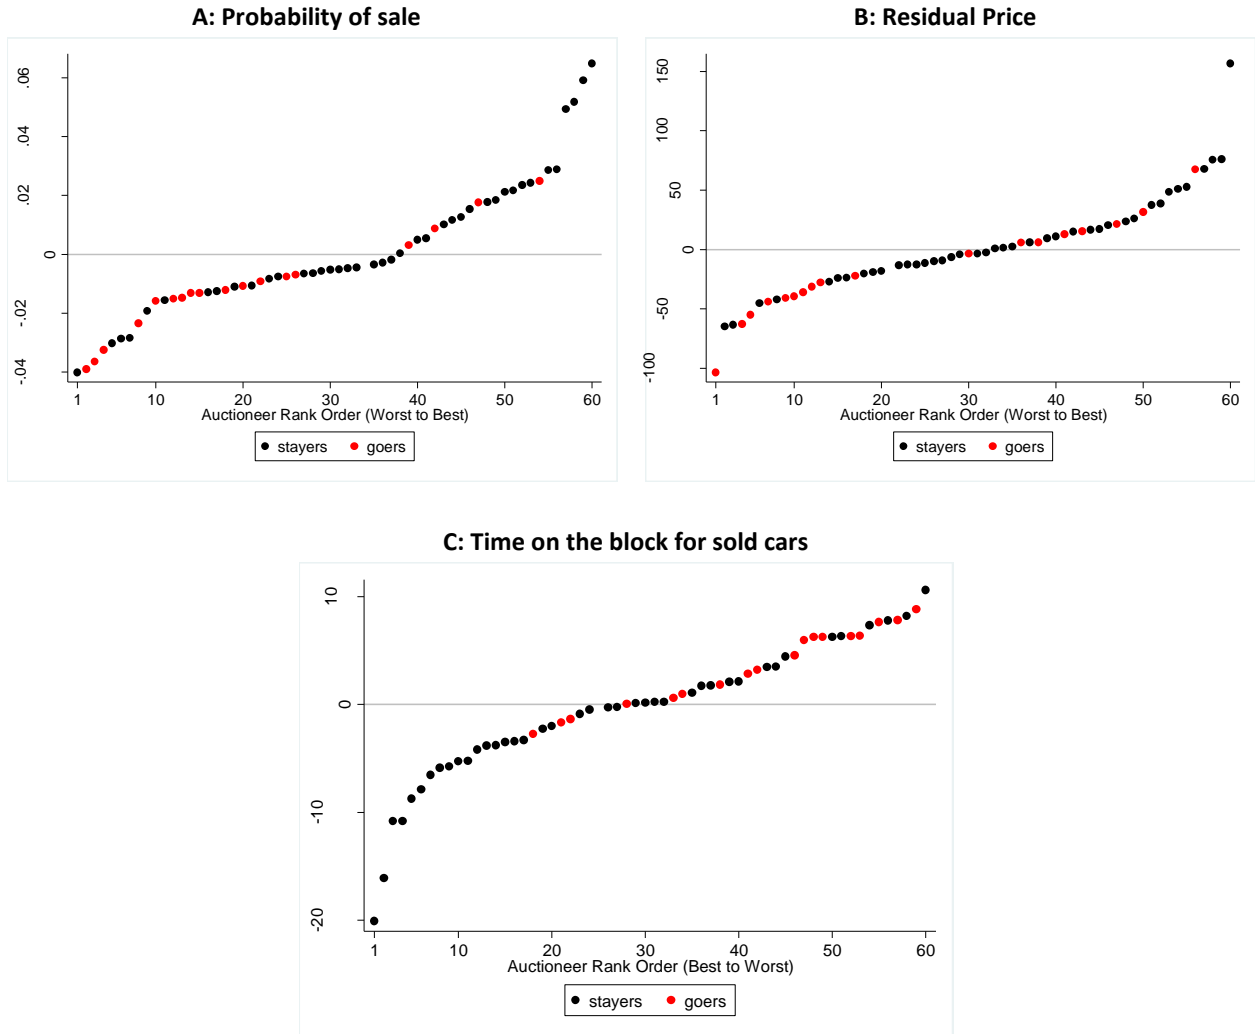 A: Probability of sale
.06
.04
.02
0
-.02
-.04
1 10 20 30 40 50 60
Auctioneer Rank Order (Worst to Best)
stayers goers
B: Residual Price
150
100
50
0
-50
-100
1 10 20 30 40 50 60
Auctioneer Rank Order (Worst to Best)
stayers goers
C: Time on the block for sold cars
10
0
-10
-20
1 10 20 30 40 50 60
Auctioneer Rank Order (Best to Worst)
stayers goers